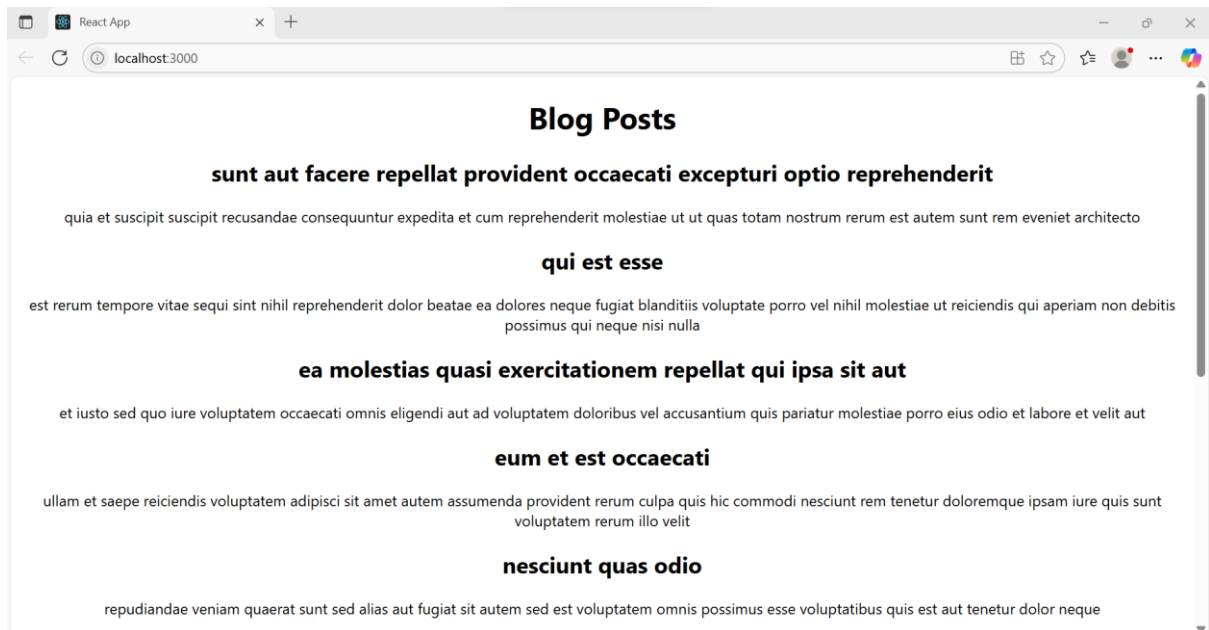 React App
localhost:3000
Blog Posts
sunt aut facere repellat provident occaecati excepturi optio reprehenderit
quia et suscipit suscipit recusandae consequuntur expedita et cum reprehenderit molestiae ut ut quas totam nostrum rerum est autem sunt rem eveniet architecto
qui est esse
est rerum tempore vitae sequi sint nihil reprehenderit dolor beatae ea dolores neque fugiat blanditiis voluptate porro vel nihil molestiae ut reiciendis qui aperiam non debitis
possimus qui neque nisi nulla
ea molestias quasi exercitationem repellat qui ipsa sit aut
et iusto sed quo iure voluptatem occaecati omnis eligendi aut ad voluptatem doloribus vel accusantium quis pariatur molestiae porro eius odio et labore et velit aut
eum et est occaecati
ullam et saepe reiciendis voluptatem adipisci sit amet autem assumenda provident rerum culpa quis hic commodi nesciunt rem tenetur doloremque ipsam iure quis sunt
voluptatem rerum illo velit
nesciunt quas odio
repudiandae veniam quaerat sunt sed alias aut fugiat sit autem sed est voluptatem omnis possimus esse voluptatibus quis est aut tenetur dolor neque